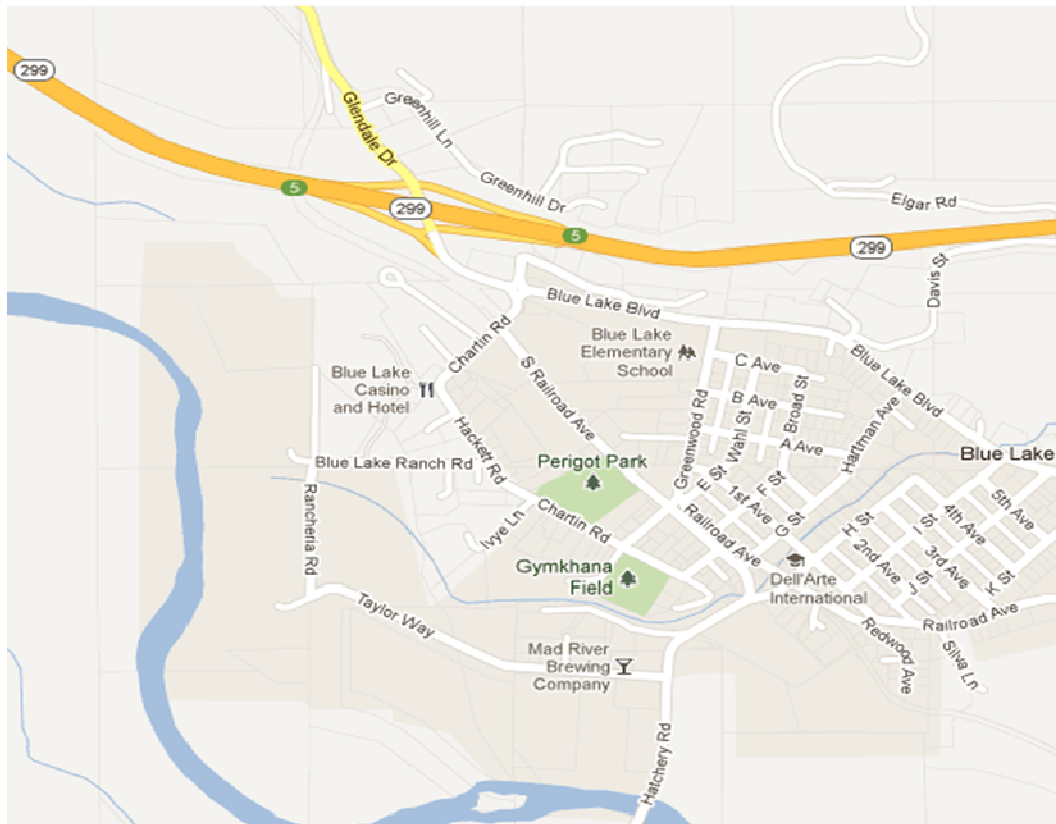 299
Glendale Dr
Greenhill Ln
Greenhill Dr
5
299
5
Elgar Rd
299
Davis St
Blue Lake Blvd
Chartin Rd
Blue Lake
Elementary
School
S Railroad Ave
Blue Lake
Casino
and Hotel
C Ave
B Ave
A Ave
Wahl St
Broad St
Hartman Ave
Blue Lake Blvd
Greenwood Rd
Hackett Rd
Blue Lake Ranch Rd
Rancheria Rd
Perigot Park
Blue Lake
E St
1st Ave
F St
G St
H St
I St
J St
K St
2nd Ave
3rd Ave
4th Ave
5th Ave
Ivye Ln
Chartin Rd
Railroad Ave
Gymkhana
Field
Dell'Arte
International
Taylor Way
Railroad Ave
Redwood Ave
Silva Ln
Mad River
Brewing
Company
Hatchery Rd